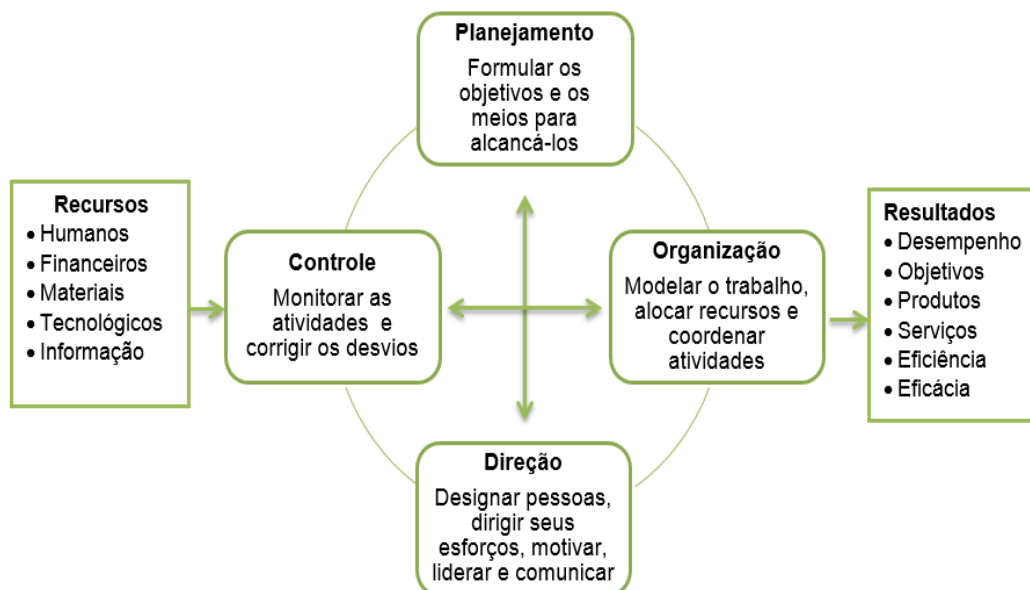 Planejamento
Formular os
objetivos e os
meios para
alcancá-los
Recursos
• Humanos
• Financeiros
• Materiais
• Tecnológicos
• Informação
Controle
Monitorar as
atividades e
corrigir os desvios
Organização
Modelar o trabalho,
alocar recursos e
coordenar
atividades
Resultados
• Desempenho
• Objetivos
• Produtos
• Serviços
• Eficiência
• Eficácia
Direção
Designar pessoas,
dirigir seus
esforços, motivar,
liderar e comunicar